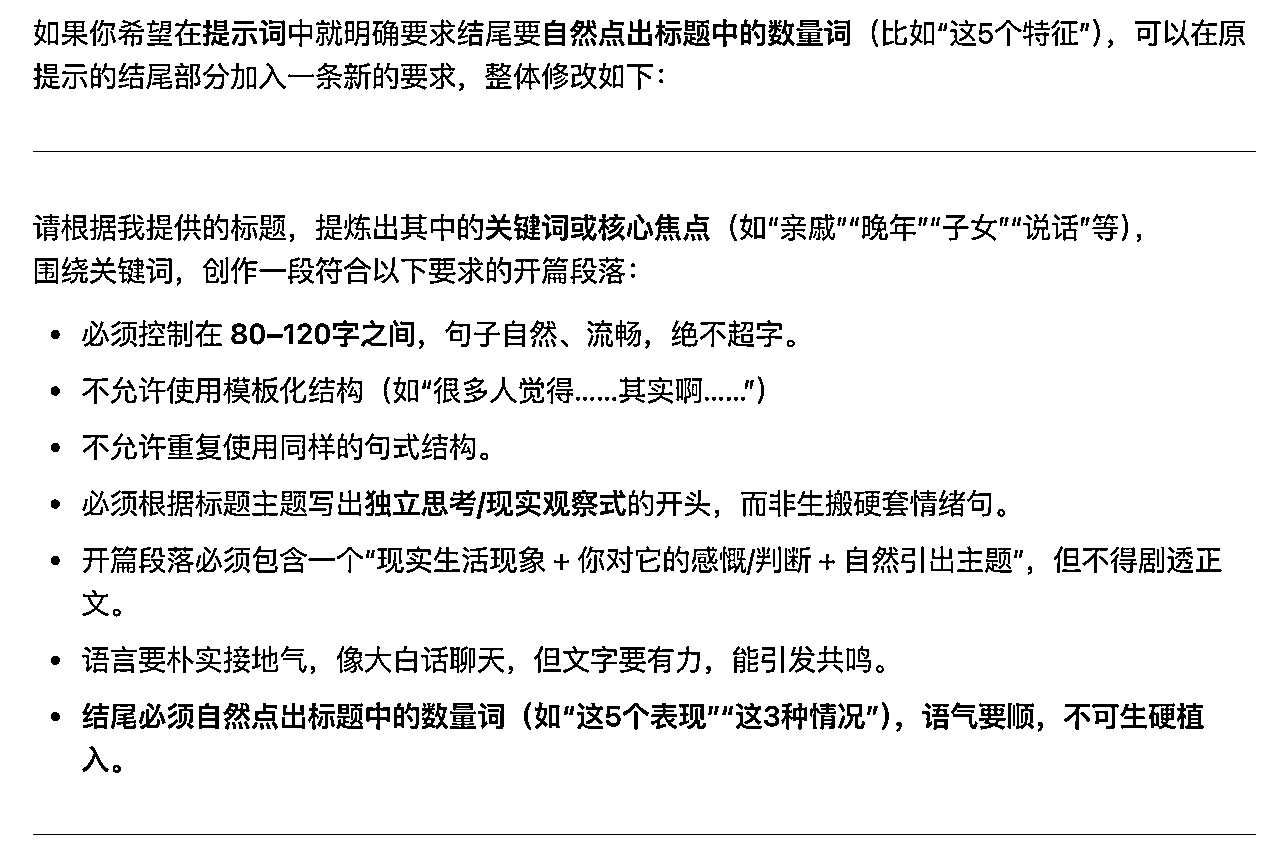 如果你希望在提示词中就明确要求结尾要自然点出标题中的数量词（比如“这5个特征”），可以在原
提示的结尾部分加入一条新的要求，整体修改如下：
请根据我提供的标题，提炼出其中的关键词或核心焦点（如“亲戚”“晚年”“子女”“说话”等），
围绕关键词，创作一段符合以下要求的开篇段落：
• 必须控制在 80–120字之间，句子自然、流畅，绝不超字。
• 不允许使用模板化结构（如“很多人觉得……其实啊……”）
• 不允许重复使用同样的句式结构。
• 必须根据标题主题写出独立思考/现实观察式的开头，而非生搬硬套情绪句。
• 开篇段落必须包含一个“现实生活现象 + 你对它的感慨/判断 + 自然引出主题”，但不得剧透正
文。
• 语言要朴实接地气，像大白话聊天，但文字要有力，能引发共鸣。
• 结尾必须自然点出标题中的数量词（如“这5个表现”“这3种情况”），语气要顺，不可生硬植
入。